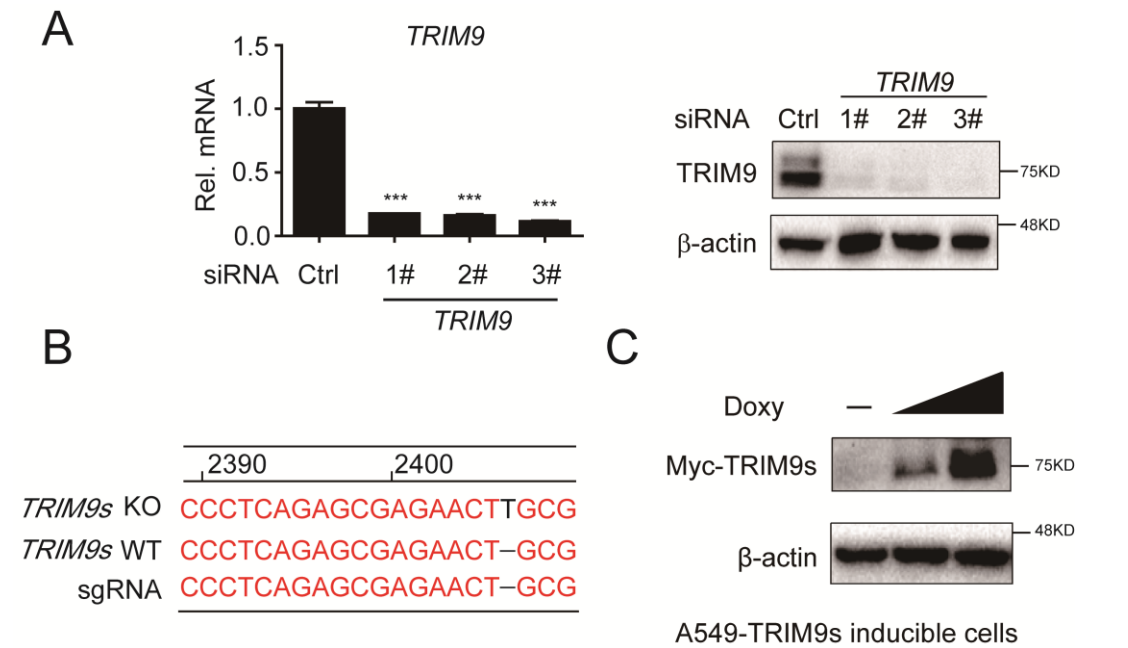 A
TRIM9
Rel. mRNA
1.5
1.0
0.5
0.0
***
***
***
siRNA Ctrl 1# 2# 3#
TRIM9
TRIM9
siRNA Ctrl 1# 2# 3#
TRIM9
75KD
β-actin
48KD
B
2390 2400
TRIM9s KO CCCTCAGAGCGAGAACTTGCG
TRIM9s WT CCCTCAGAGCGAGAACT–GCG
sgRNA CCCTCAGAGCGAGAACT–GCG
C
Doxy –
Myc-TRIM9s
75KD
β-actin
48KD
A549-TRIM9s inducible cells